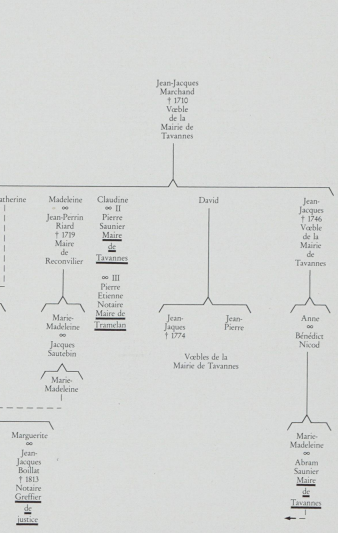 Jean-Jacques
Marchand
† 1710
Vœble
de la
Mairie de
Tavannes
atherine
Madeleine
∞
Jean-Perrin
Riard
† 1719
Maire
de
Reconvilier
Claudine
∞ II
Pierre
Saunier
Maire
de
Tavannes
∞ III
Pierre
Etienne
Notaire
Maire de
Tramelan
David
Jean-
Jacques
† 1746
Vœble
de la
Mairie
de
Tavannes
Marie-
Madeleine
∞
Jacques
Sautebin
Marie-
Madeleine
Jean-
Jaques
† 1774
Jean-
Pierre
Vœbles de la
Mairie de Tavannes
Anne
∞
Bénédict
Nicod
Marguerite
∞
Jean-
Jacques
Boillat
† 1813
Notaire
Greffier
de
justice
Marie-
Madeleine
∞
Abram
Saunier
Maire
de
Tavannes